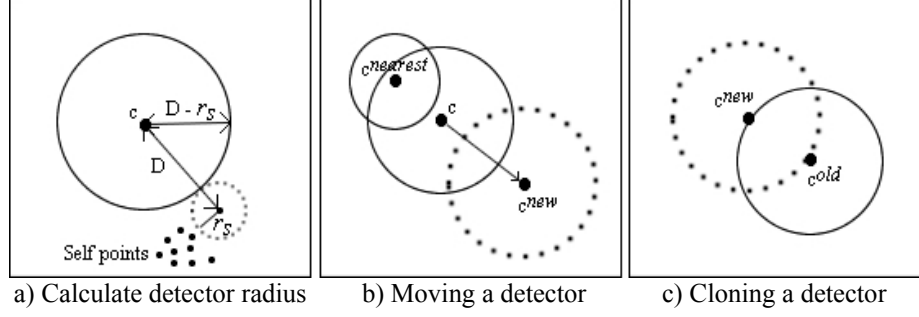 c
D - r_s
D
r_s
Self points
c^nearest
c
c^new
c^new
c^old
a) Calculate detector radius
b) Moving a detector
c) Cloning a detector